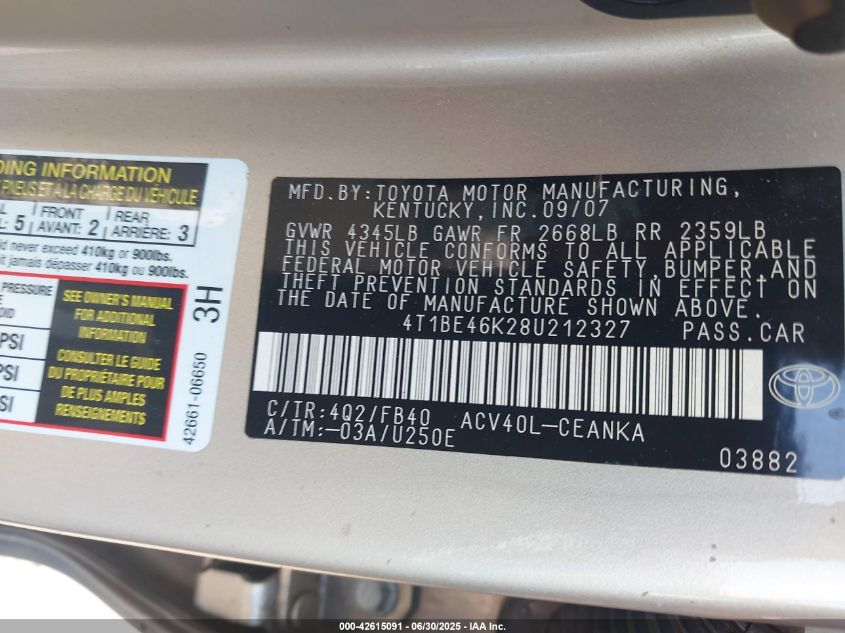 DING INFORMATION
PNEUS ET À LA CHARGE DU VÉHICULE
5 FRONT 2 REAR 3
AVANT: ARRIÈRE:
never exceed 410kg or 900lbs.
jamais dépasser 410kg ou 900lbs.
PRESSURE
PSI
PSI
SI
SEE OWNER'S MANUAL
FOR ADDITIONAL
INFORMATION
CONSULTER LE GUIDE
DU PROPRIÉTAIRE POUR
DE PLUS AMPLES
RENSEIGNEMENTS
3H
42661-06650
MFD. BY: TOYOTA MOTOR MANUFACTURING,
KENTUCKY, INC. 09/07
GVWR 4345LB GAWR FR 2668LB RR 2359LB
THIS VEHICLE CONFORMS TO ALL APPLICABLE
FEDERAL MOTOR VEHICLE SAFETY, BUMPER, AND
THEFT PREVENTION STANDARDS IN EFFECT ON
THE DATE OF MANUFACTURE SHOWN ABOVE.
4T1BE46K28U212327 PASS. CAR
C/TR: 4Q2/FB40 ACV40L-CEANKA
A/TM: -03A/U250E
03882
000-42615091 - 06/30/2025 - IAA Inc.